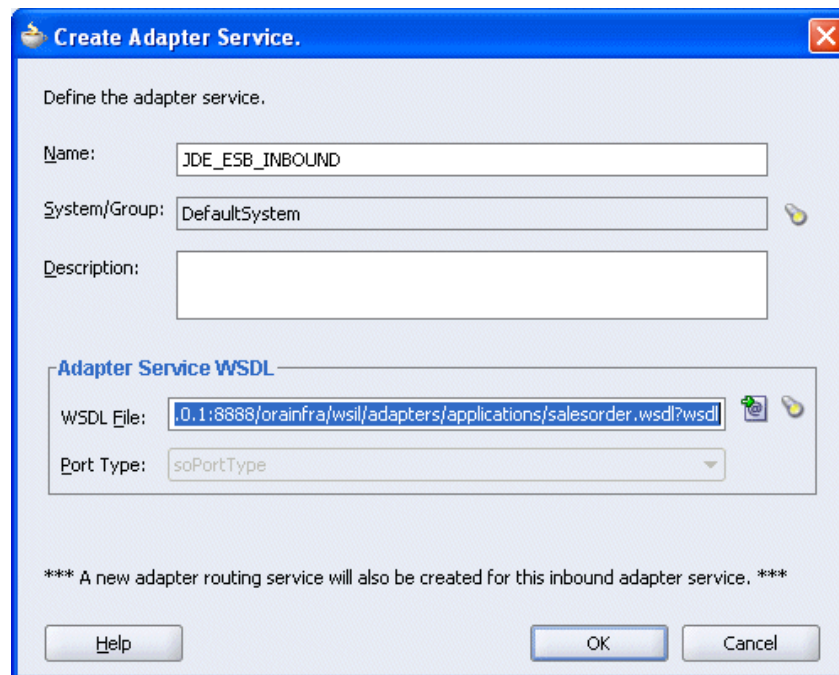 Create Adapter Service.
Define the adapter service.
Name: JDE_ESB_INBOUND
System/Group: DefaultSystem
Description:
Adapter Service WSDL
WSDL File: .0.1:8888/orainfra/wsil/adapters/applications/salesorder.wsdl?wsdl
Port Type: soPortType
*** A new adapter routing service will also be created for this inbound adapter service. ***
Help OK Cancel